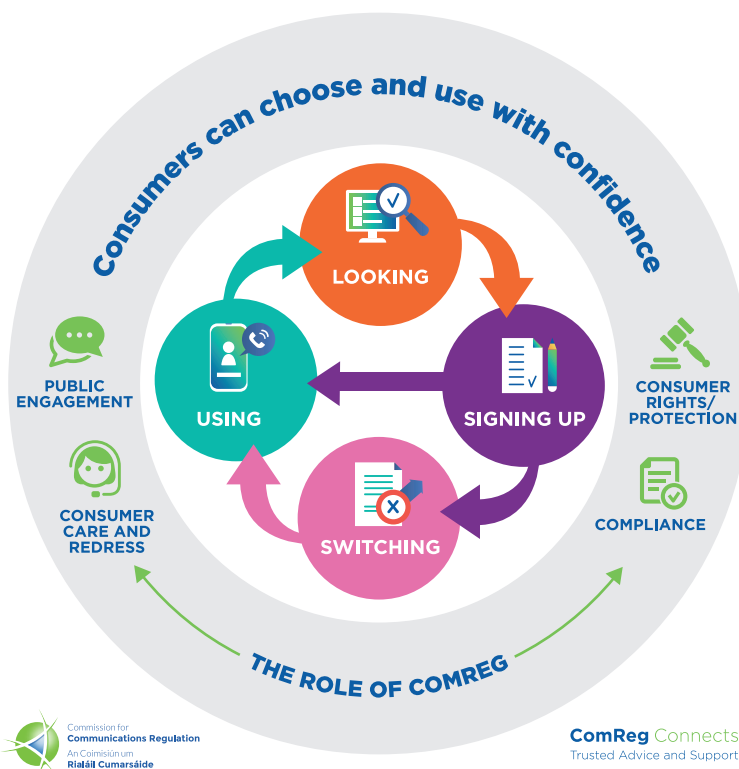 Consumers can choose and use with confidence
LOOKING
USING
SIGNING UP
SWITCHING
PUBLIC
ENGAGEMENT
CONSUMER
CARE AND
REDRESS
CONSUMER
RIGHTS/
PROTECTION
COMPLIANCE
THE ROLE OF COMREG
Commission for
Communications Regulation
An Coimisiún um
Rialáil Cumarsáide
ComReg Connects
Trusted Advice and Support